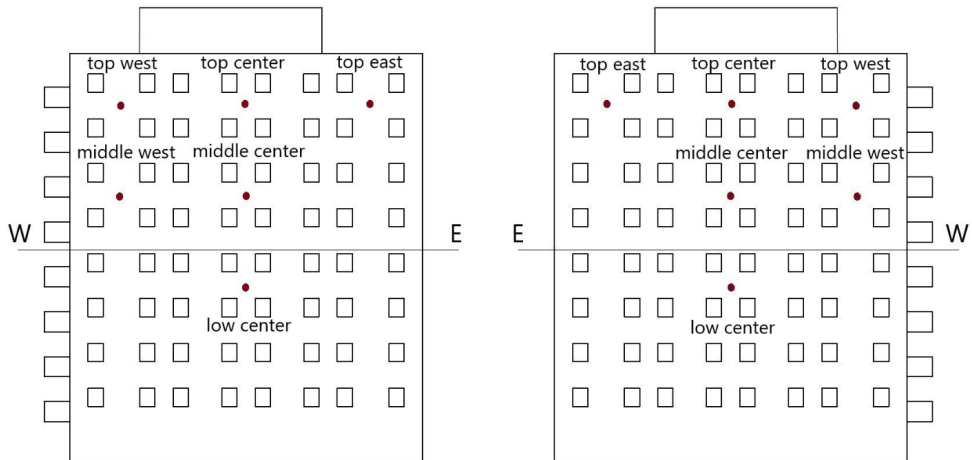 top west top center top east
middle west middle center
W E
low center
top east top center top west
middle center middle west
E W
low center